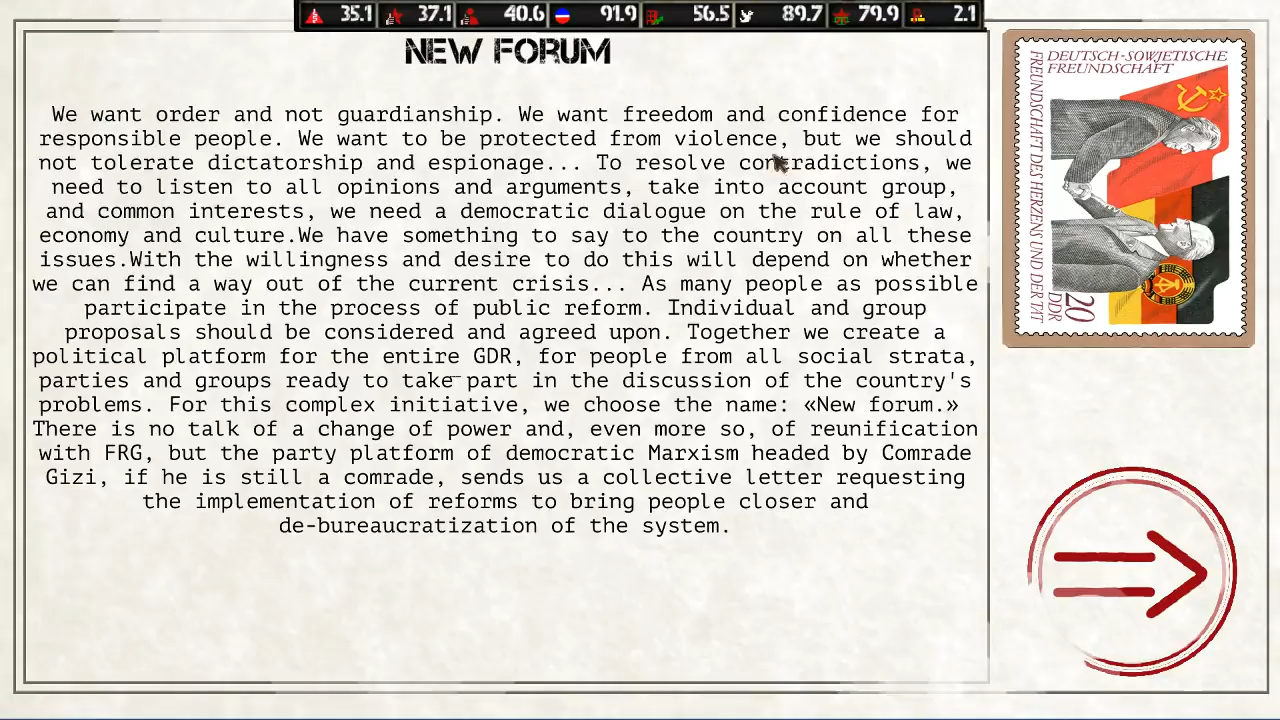 35.1 37.1 40.6 91.9 56.5 89.7 79.9 2.1
NEW FORUM
We want order and not guardianship. We want freedom and confidence for
responsible people. We want to be protected from violence, but we should
not tolerate dictatorship and espionage... To resolve contradictions, we
need to listen to all opinions and arguments, take into account group,
and common interests, we need a democratic dialogue on the rule of law,
economy and culture.We have something to say to the country on all these
issues.With the willingness and desire to do this will depend on whether
we can find a way out of the current crisis... As many people as possible
participate in the process of public reform. Individual and group
proposals should be considered and agreed upon. Together we create a
political platform for the entire GDR, for people from all social strata,
parties and groups ready to take part in the discussion of the country's
problems. For this complex initiative, we choose the name: «New forum.»
There is no talk of a change of power and, even more so, of reunification
with FRG, but the party platform of democratic Marxism headed by Comrade
Gizi, if he is still a comrade, sends us a collective letter requesting
the implementation of reforms to bring people closer and
de-bureaucratization of the system.
DEUTSCH-SOWJETISCHE
FREUNDSCHAFT
FREUNDSCHAFT DES HERZENS UND DER TAT
DDR
20